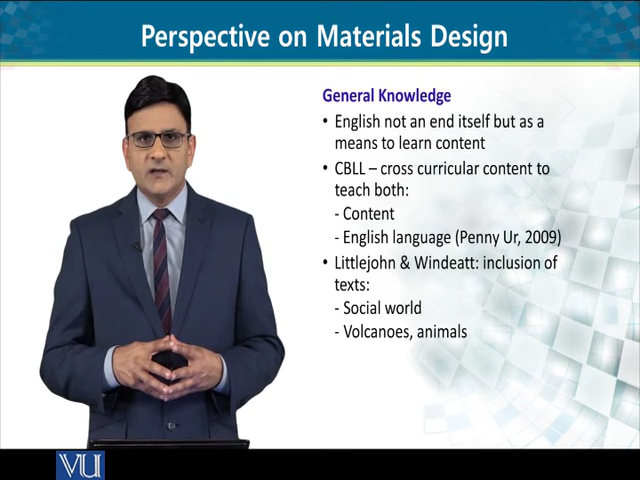 Perspective on Materials Design
General Knowledge
• English not an end itself but as a
means to learn content
• CBLL – cross curricular content to
teach both:
- Content
- English language (Penny Ur, 2009)
• Littlejohn & Windeatt: inclusion of
texts:
- Social world
- Volcanoes, animals
VU